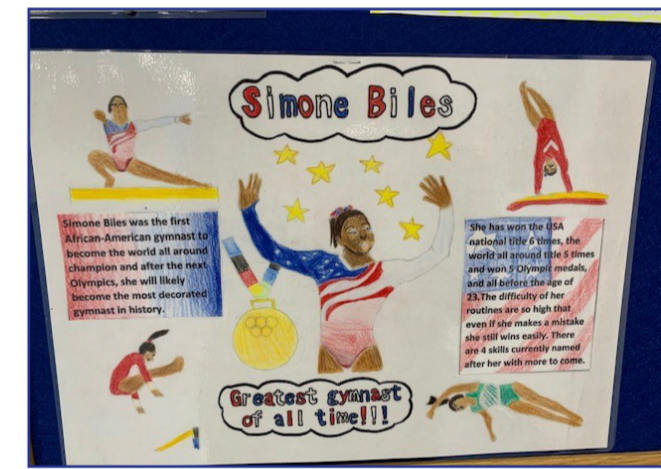 Simone Biles
Simone Biles was the first
African-American gymnast to
become the world all around
champion and after the next
Olympics, she will likely
become the most decorated
gymnast in history.
She has won the USA
national title 6 times, the
world all around title 5 times
and won 5 Olympic medals,
and all before the age of
23.The difficulty of her
routines are so high that
even if she makes a mistake
she still wins easily. There
are 4 skills currently named
after her with more to come.
Greatest gymnast
of all time!!!